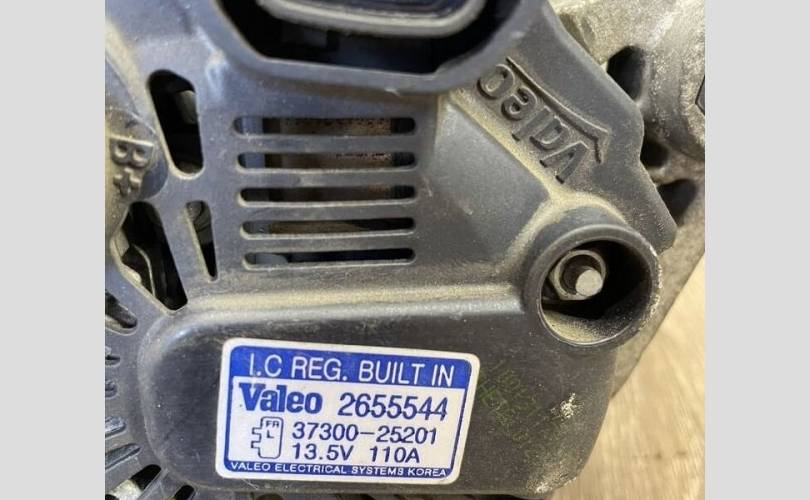 Valeo
B+
I.C REG. BUILT IN
Valeo 2655544
FR
L
37300-25201
13.5V 110A
VALEO ELECTRICAL SYSTEMS KOREA